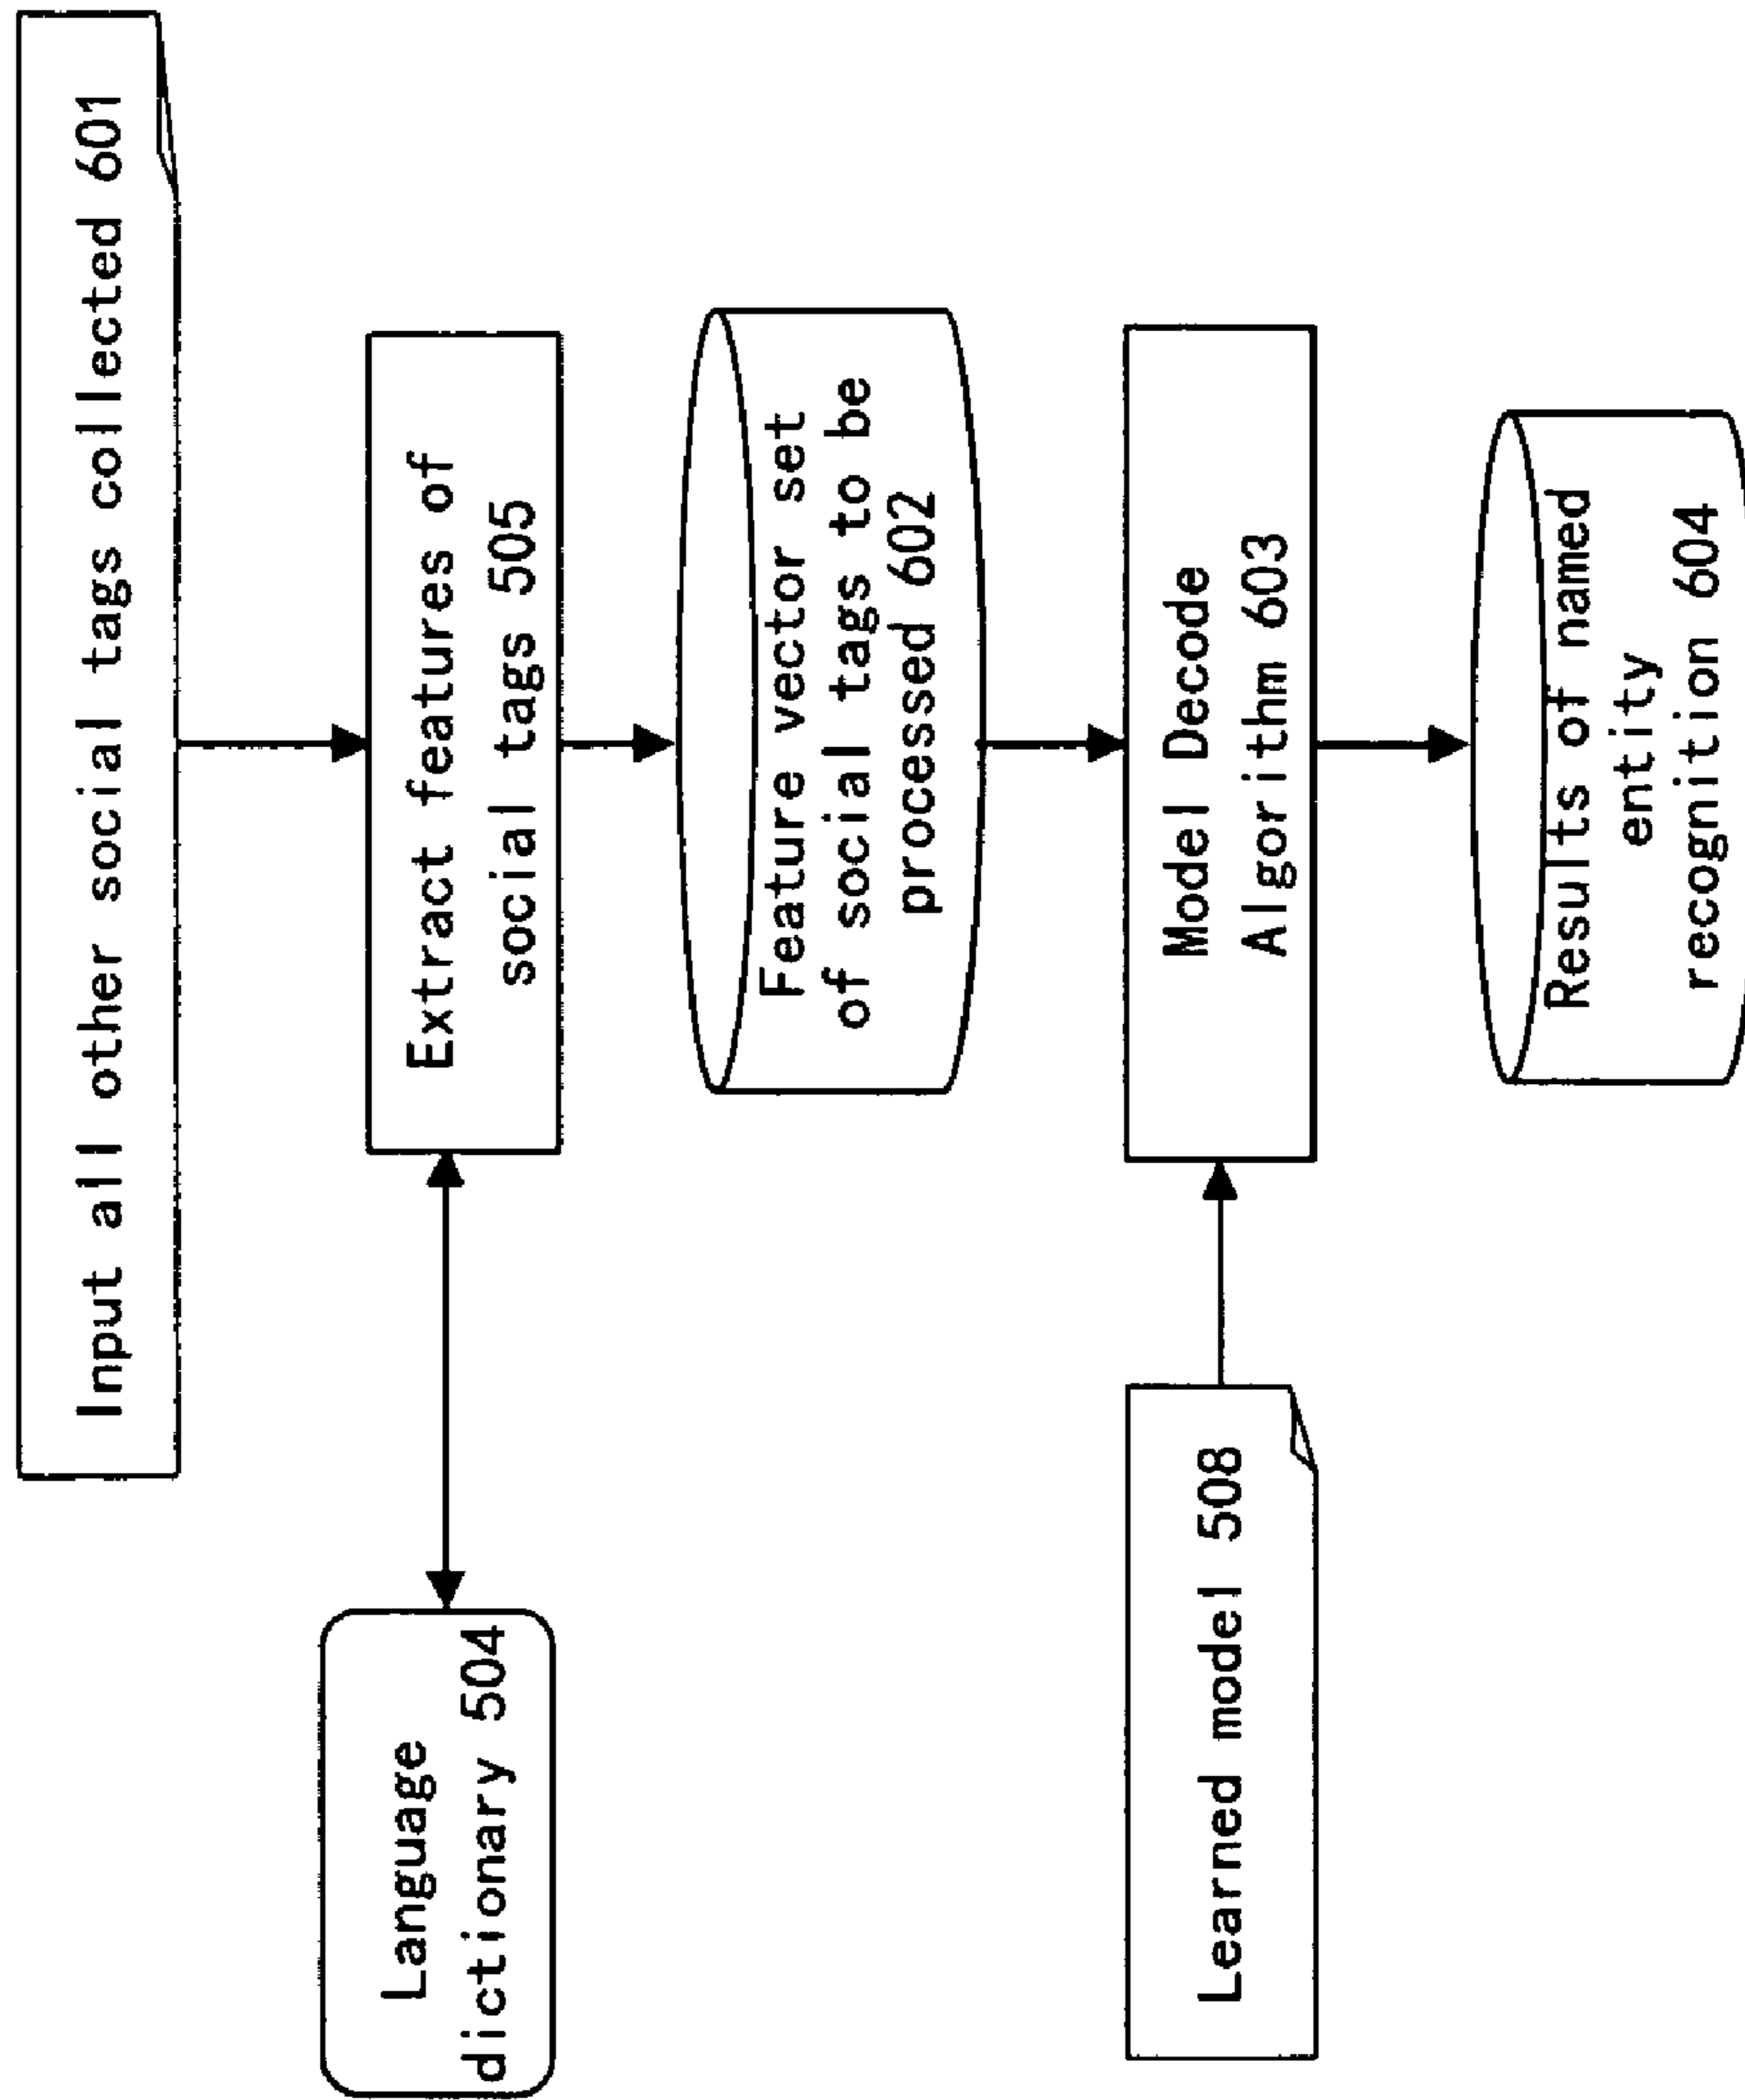 Input all other social tags collected 601
Language
dictionary 504
Extract features of
social tags 505
Feature vector set
of social tags to be
processed 602
Learned model 508
Model Decode
Algorithm 603
Results of named
entity
recognition 604